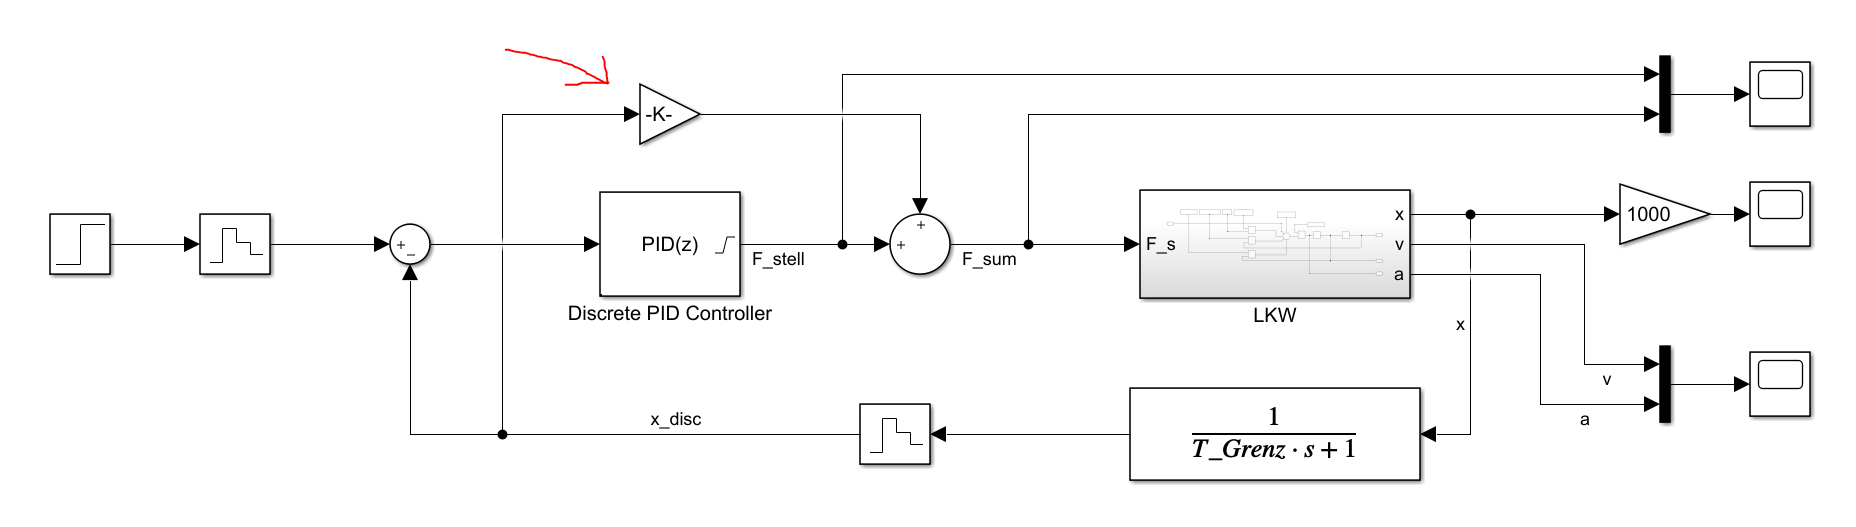 -K-
PID(z)
F_stell
Discrete PID Controller
+
−
+
+
F_sum
F_s
x
v
a
LKW
1000
x
v
a
x_disc
1
T_Grenz · s + 1